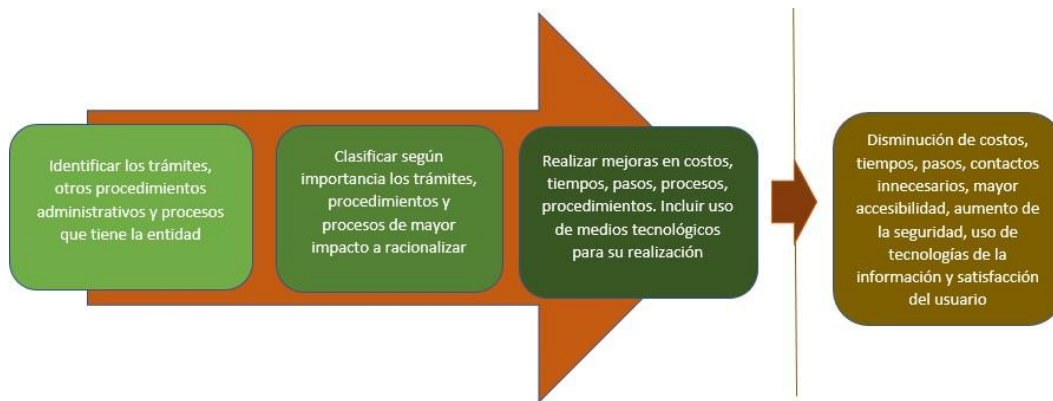 Identificar los trámites,
otros procedimientos
administrativos y procesos
que tiene la entidad
Clasificar según
importancia los trámites,
procedimientos y
procesos de mayor
impacto a racionalizar
Realizar mejoras en costos,
tiempos, pasos, procesos,
procedimientos. Incluir uso
de medios tecnológicos
para su realización
Disminución de costos,
tiempos, pasos, contactos
innecesarios, mayor
accesibilidad, aumento de
la seguridad, uso de
tecnologías de la
información y satisfacción
del usuario